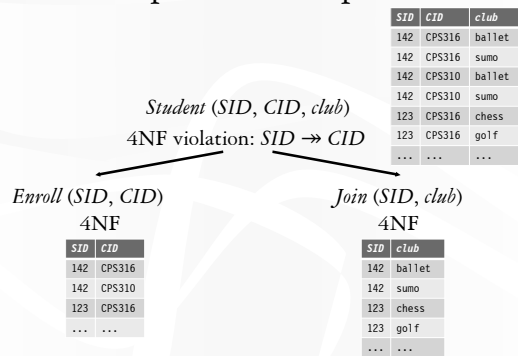 SID CID club
142 CPS316 ballet
142 CPS316 sumo
142 CPS310 ballet
142 CPS310 sumo
123 CPS316 chess
123 CPS316 golf
... ... ...
Student (SID, CID, club)
4NF violation: SID ↠ CID
Enroll (SID, CID)
4NF
SID CID
142 CPS316
142 CPS310
123 CPS316
... ...
Join (SID, club)
4NF
SID club
142 ballet
142 sumo
123 chess
123 golf
... ...